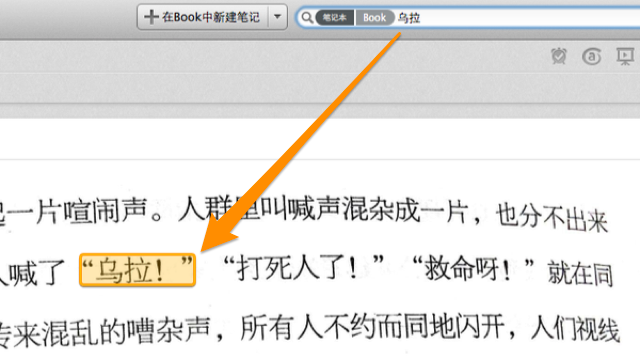 在Book中新建笔记
笔记本 Book 乌拉
一片喧闹声。人群里叫喊声混杂成一片，也分不出来
喊了“乌拉！”“打死人了！”“救命呀！”就在同
传来混乱的嘈杂声，所有人不约而同地闪开，人们视线